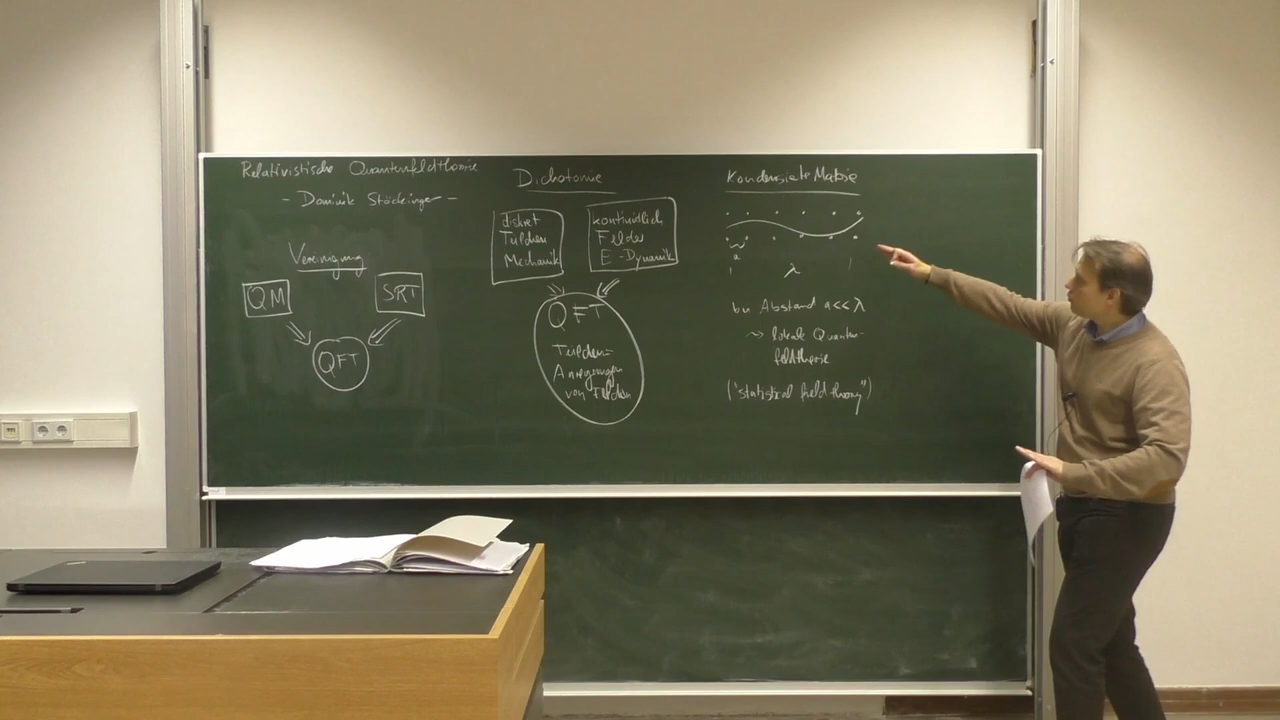 Relativistische Quantenfeldtheorie
- Dominik Stöckinger -
Vereinigung
QM
SRT
QFT
Dichotomie
diskret
Teilchen
Mechanik
kontinuierlich
Felder
E-Dynamik
QFT
Teilchen=
Anregungen
von Feldern
Kondensierte Materie
a
λ
bei Abstand a<<λ
~> lokale Quanten-
feldtheorie
("statistical field theory")